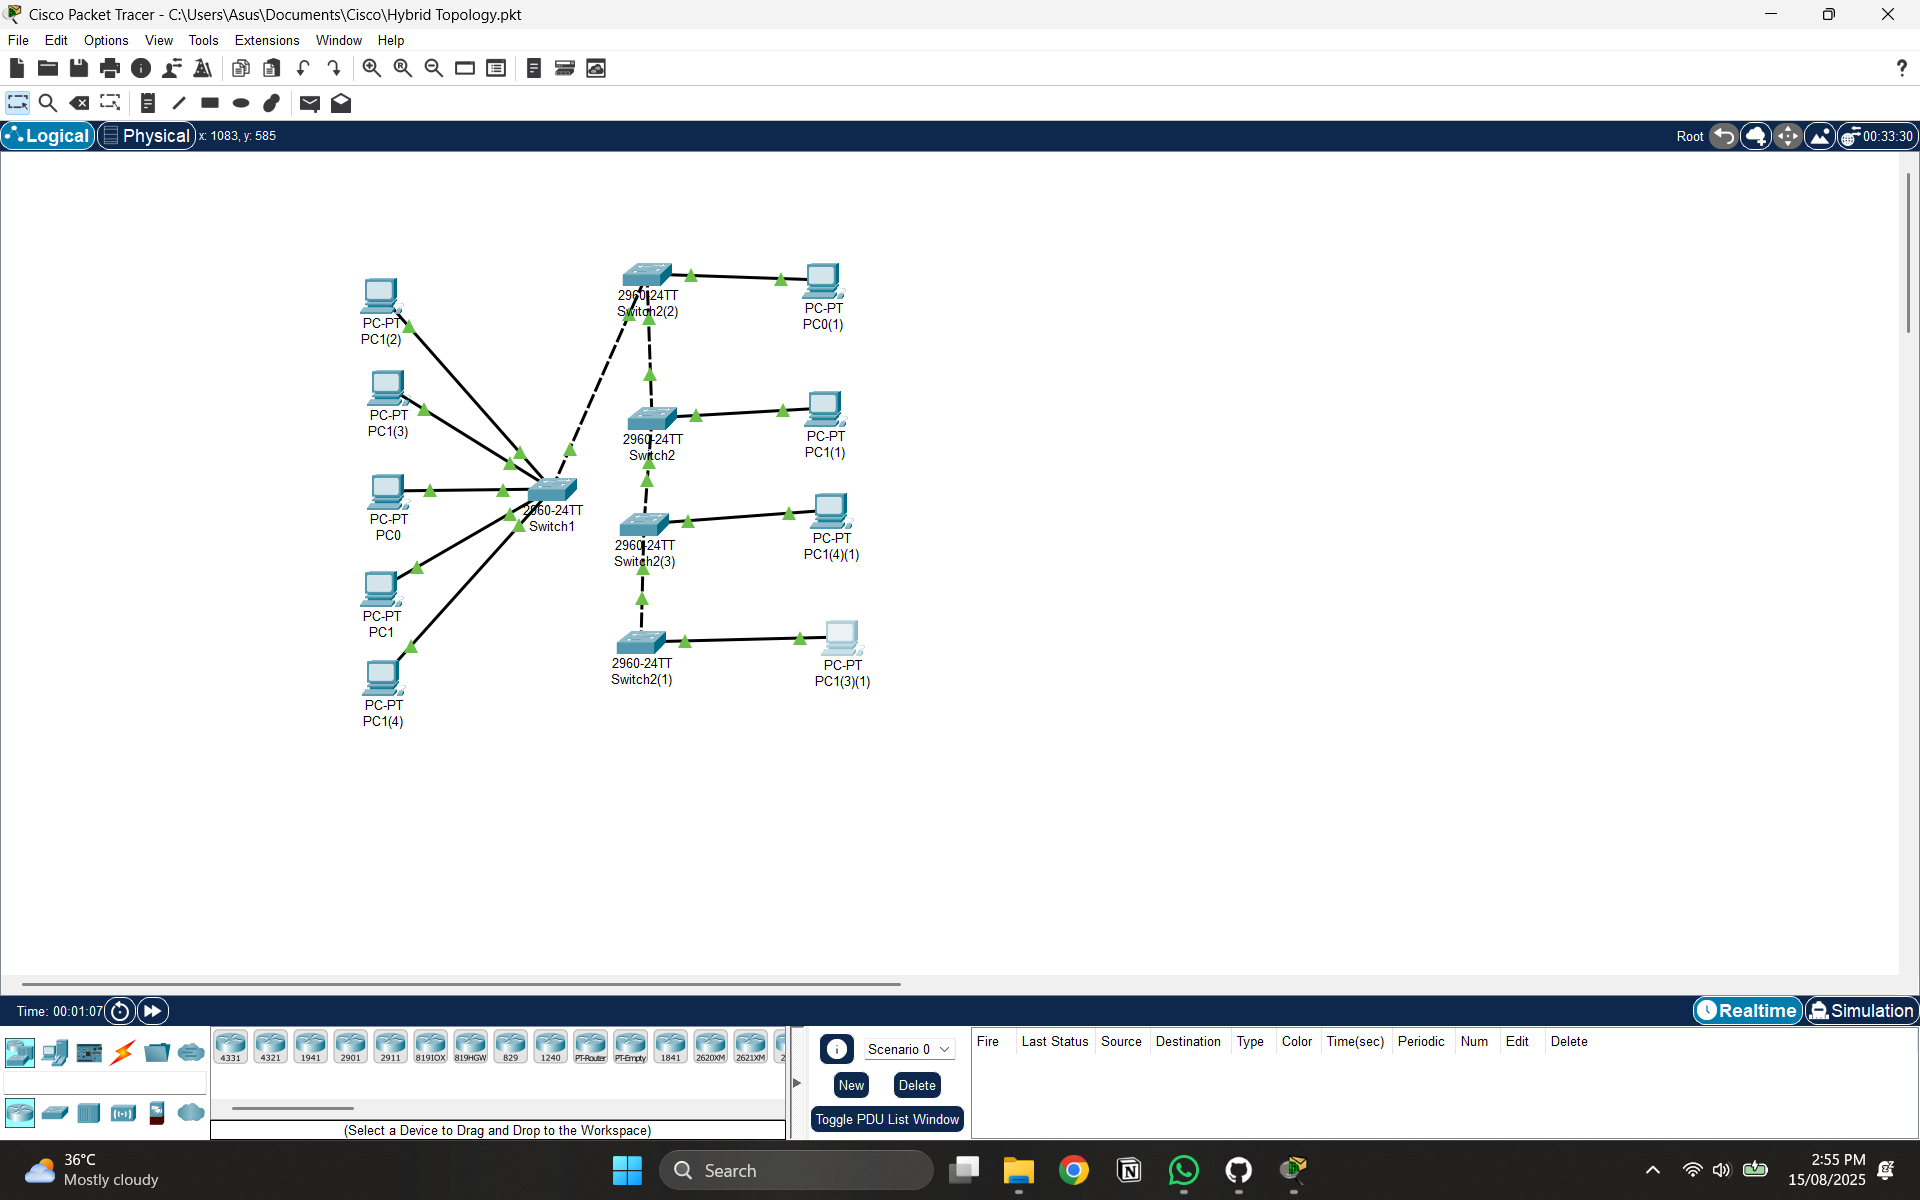 Cisco Packet Tracer - C:\Users\Asus\Documents\Cisco\Hybrid Topology.pkt
File Edit Options View Tools Extensions Window Help
?
Logical Physical x: 1083, y: 585 Root 00:33:30
2960-24TT
Switch2(2)
PC-PT
PC0(1)
PC-PT
PC1(2)
PC-PT
PC1(3)
2960-24TT
Switch2
PC-PT
PC1(1)
PC-PT
PC0
2960-24TT
Switch1
2960-24TT
Switch2(3)
PC-PT
PC1(4)(1)
PC-PT
PC1
2960-24TT
Switch2(1)
PC-PT
PC1(3)(1)
PC-PT
PC1(4)
Time: 00:01:07 Realtime Simulation
4331 4321 1941 2901 2911 819IOX 819HGW 829 1240 PT-Router PT-Empty 1841 2620XM 2621XM 2
(Select a Device to Drag and Drop to the Workspace)
Scenario 0
New Delete
Toggle PDU List Window
Fire Last Status Source Destination Type Color Time(sec) Periodic Num Edit Delete
36°C
Mostly cloudy
Search
2:55 PM
15/08/2025